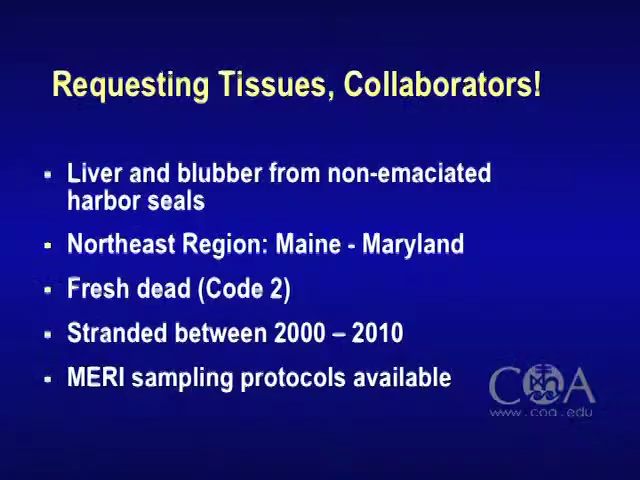 Requesting Tissues, Collaborators!
- Liver and blubber from non-emaciated
harbor seals
- Northeast Region: Maine - Maryland
- Fresh dead (Code 2)
- Stranded between 2000 – 2010
- MERI sampling protocols available
COA
www.coa.edu